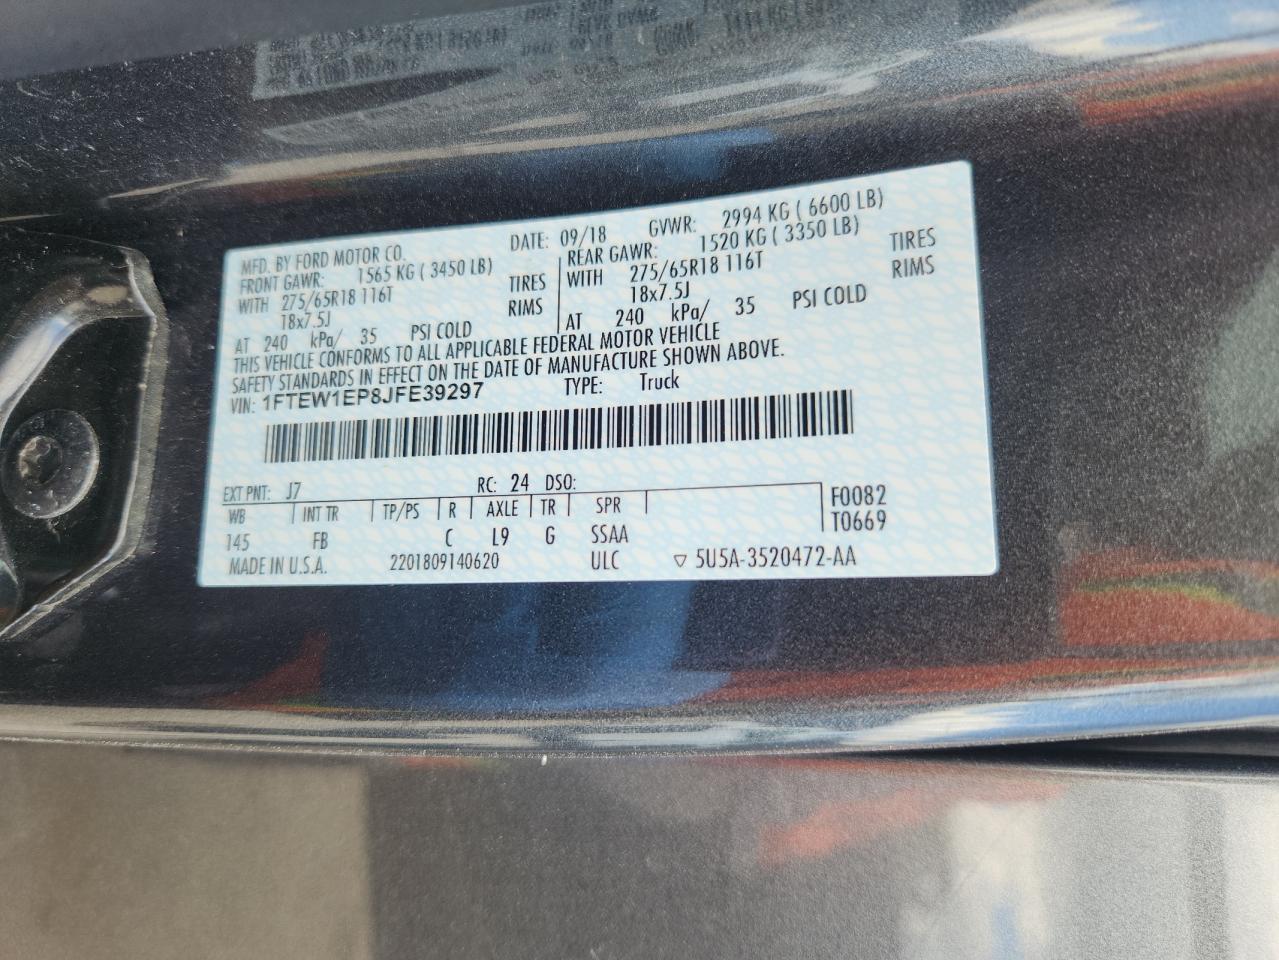 MFD. BY FORD MOTOR CO. DATE: 09/18 GVWR: 2994 KG ( 6600 LB)
FRONT GAWR: 1565 KG ( 3450 LB) REAR GAWR: 1520 KG ( 3350 LB)
WITH 275/65R18 116T TIRES WITH 275/65R18 116T TIRES
18x7.5J RIMS 18x7.5J RIMS
AT 240 kPa/ 35 PSI COLD AT 240 kPa/ 35 PSI COLD
THIS VEHICLE CONFORMS TO ALL APPLICABLE FEDERAL MOTOR VEHICLE
SAFETY STANDARDS IN EFFECT ON THE DATE OF MANUFACTURE SHOWN ABOVE.
VIN: 1FTEW1EP8JFE39297 TYPE: Truck
EXT PNT: J7 RC: 24 DSO:
WB INT TR TP/PS R AXLE TR SPR F0082
145 FB C L9 G SSAA T0669
MADE IN U.S.A. 2201809140620 ULC ▽ 5U5A-3520472-AA